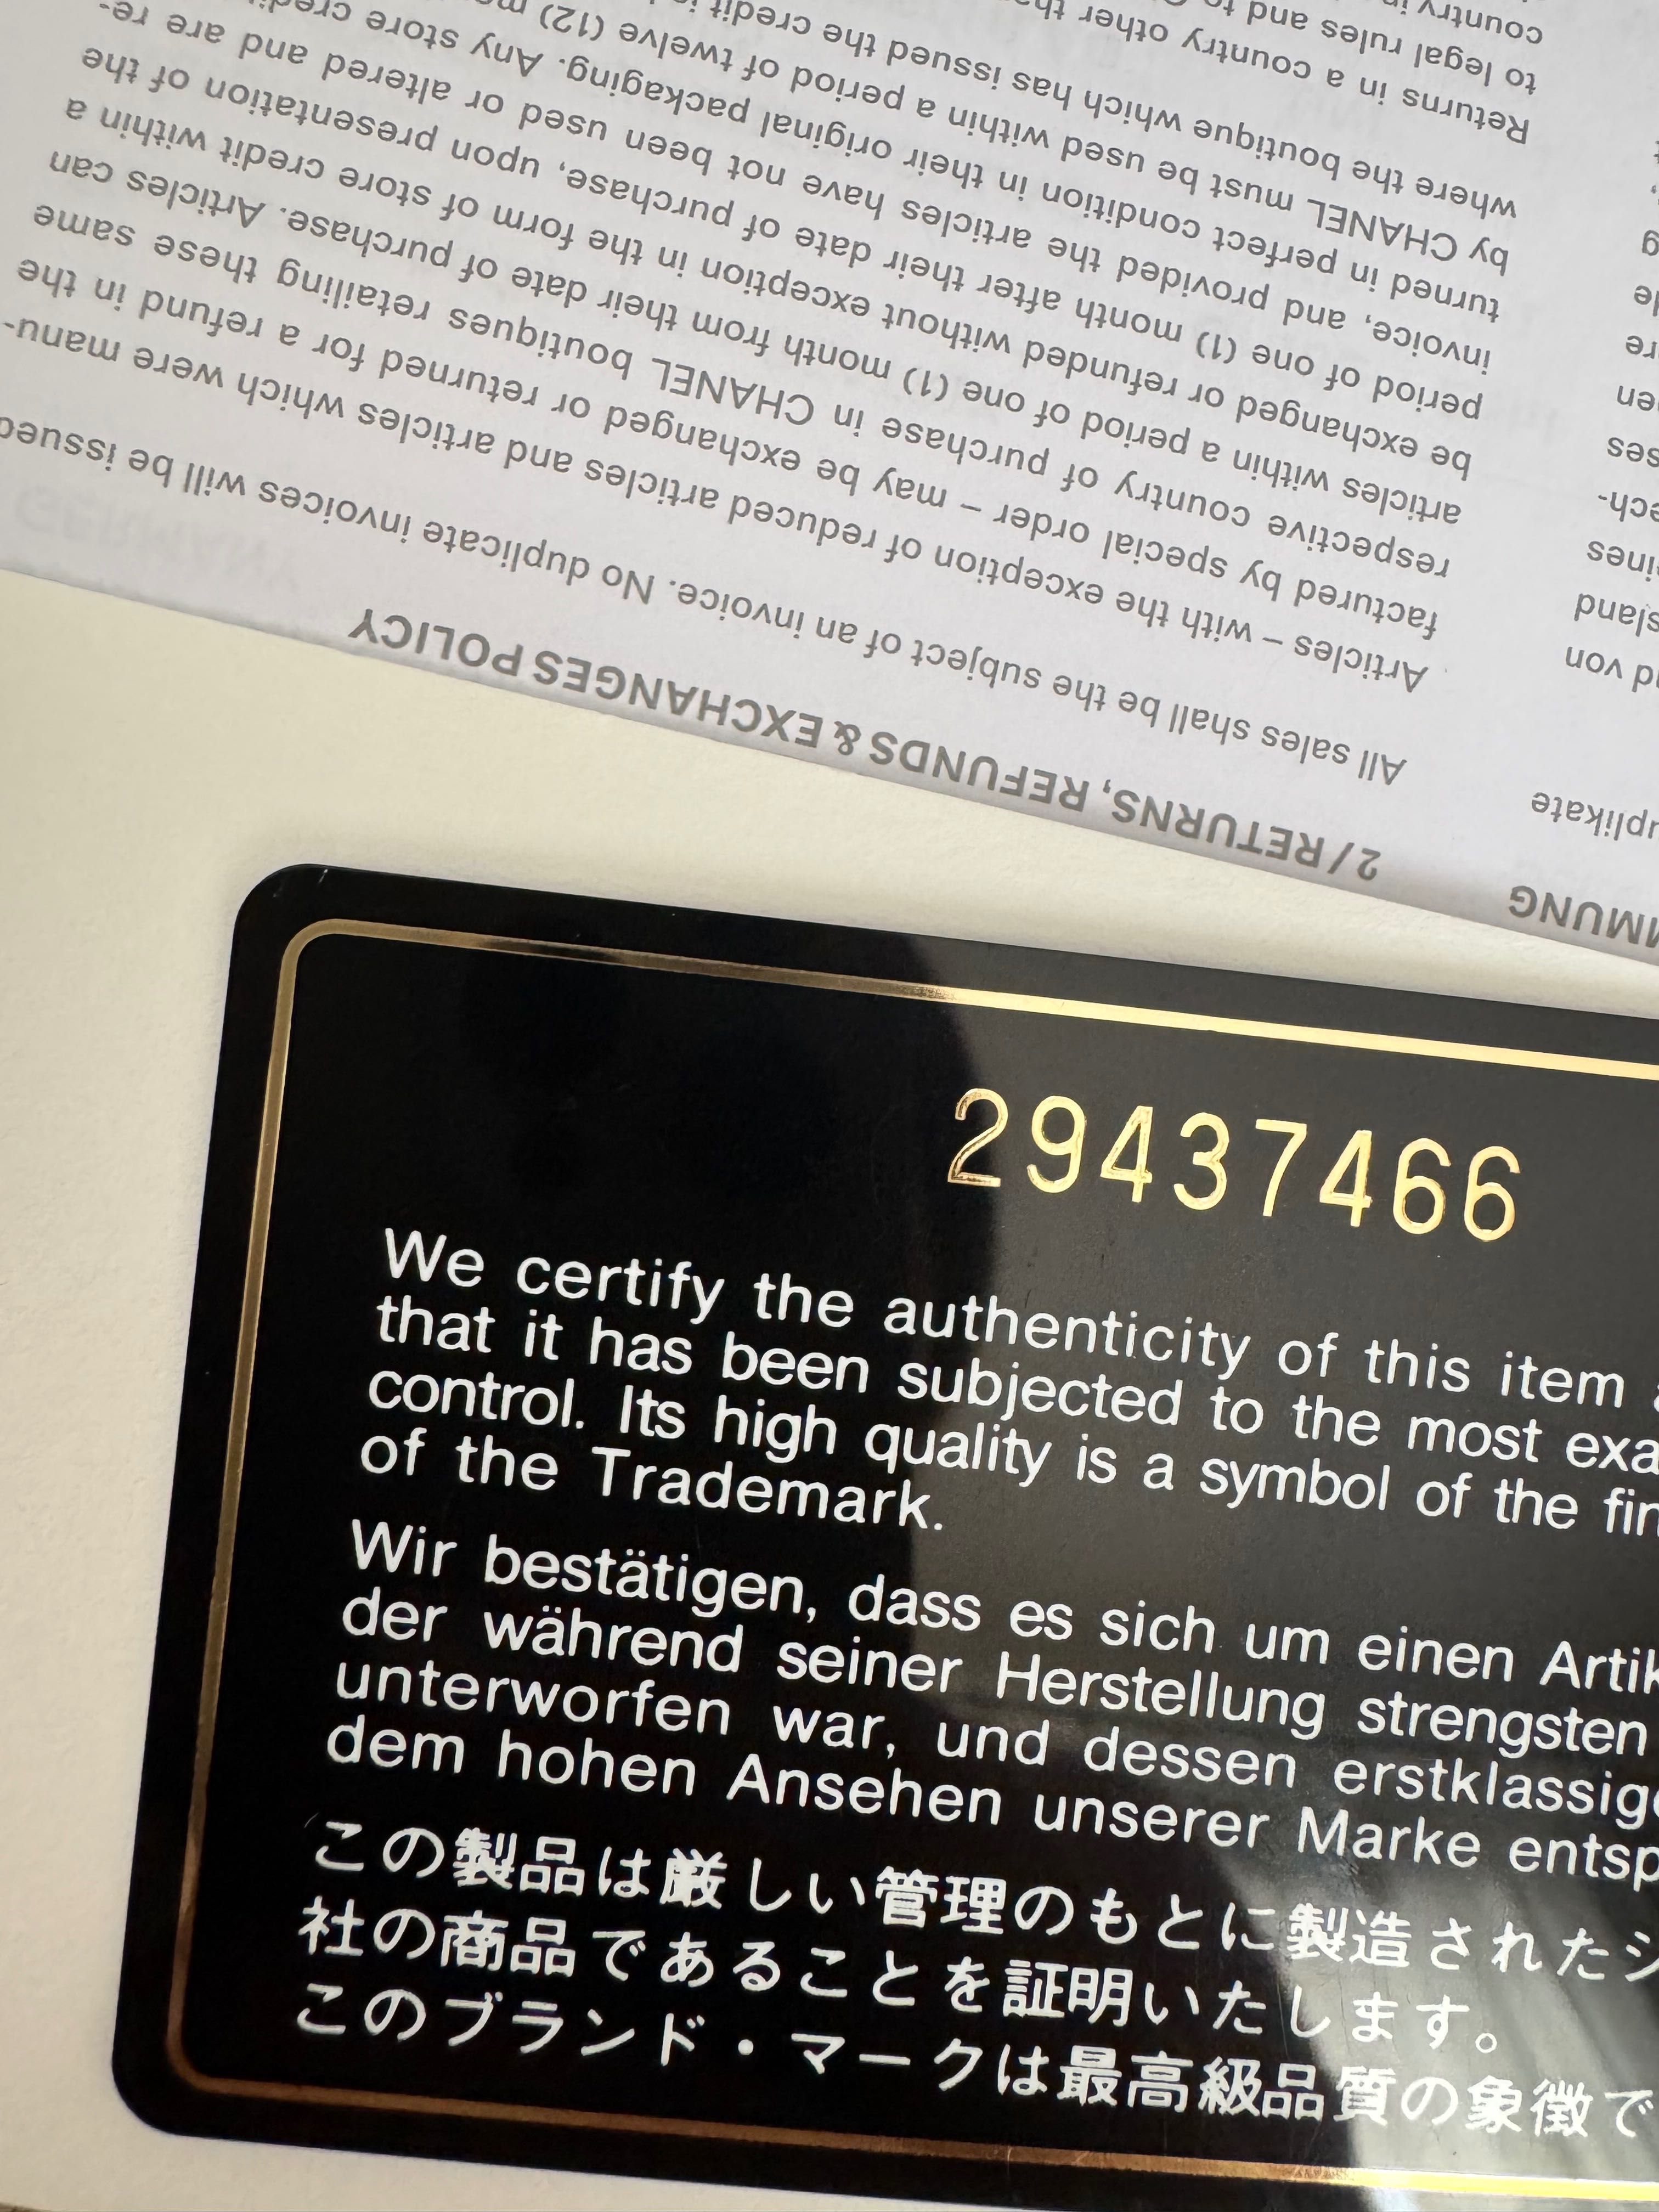 2 / RETURNS, REFUNDS & EXCHANGES POLICY
All sales shall be the subject of an invoice. No duplicate invoices will be issued
Articles – with the exception of reduced articles and articles which were manu-
factured by special order – may be exchanged or returned for a refund in the
respective country of purchase in CHANEL boutiques retailing these same
articles within a period of one (1) month from their date of purchase. Articles can
be exchanged or refunded without exception in the form of store credit within a
period of one (1) month after their date of purchase, upon presentation of the
invoice, and provided the articles have not been used or altered and are re-
turned in perfect condition in their original packaging. Any store credit
by CHANEL must be used within a period of twelve (12)
where the boutique which has issued the credit
Returns in a country other
to legal rules and to
country
von
29437466
We certify the authenticity of this item
that it has been subjected to the most exa
control. Its high quality is a symbol of the fin
of the Trademark.
Wir bestätigen, dass es sich um einen Artik
der während seiner Herstellung strengsten
unterworfen war, und dessen erstklassige
dem hohen Ansehen unserer Marke entsp
この製品は厳しい管理のもとに製造されたシ
社の商品であることを証明いたします。
このブランド・マークは最高級品質の象徴で